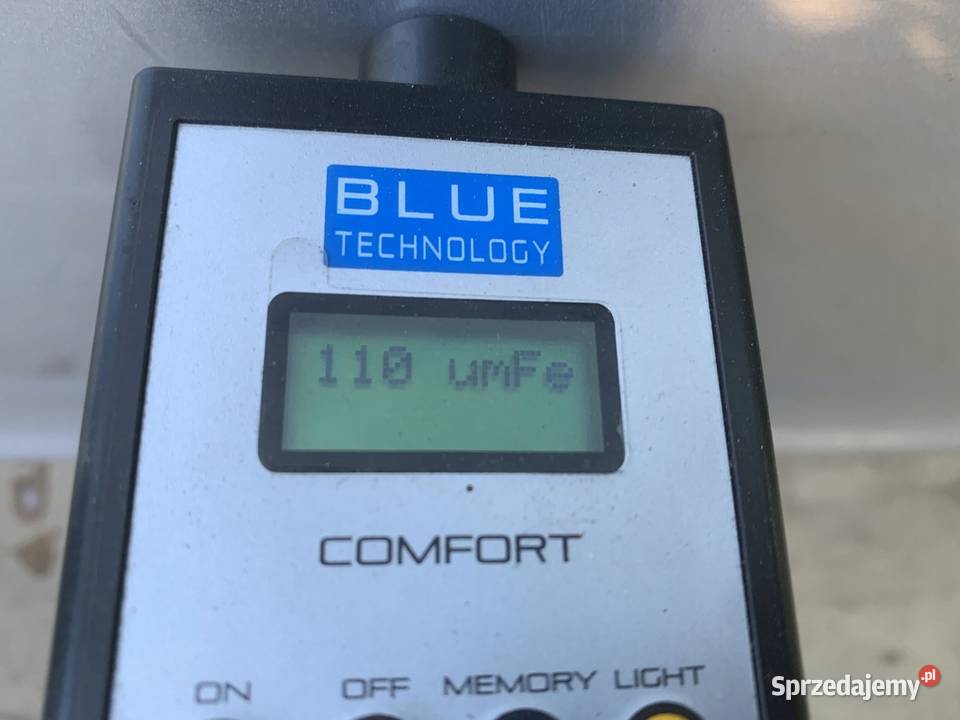 BLUE
TECHNOLOGY
110 umFe
COMFORT
ON OFF MEMORY LIGHT
Sprzedajemy.pl